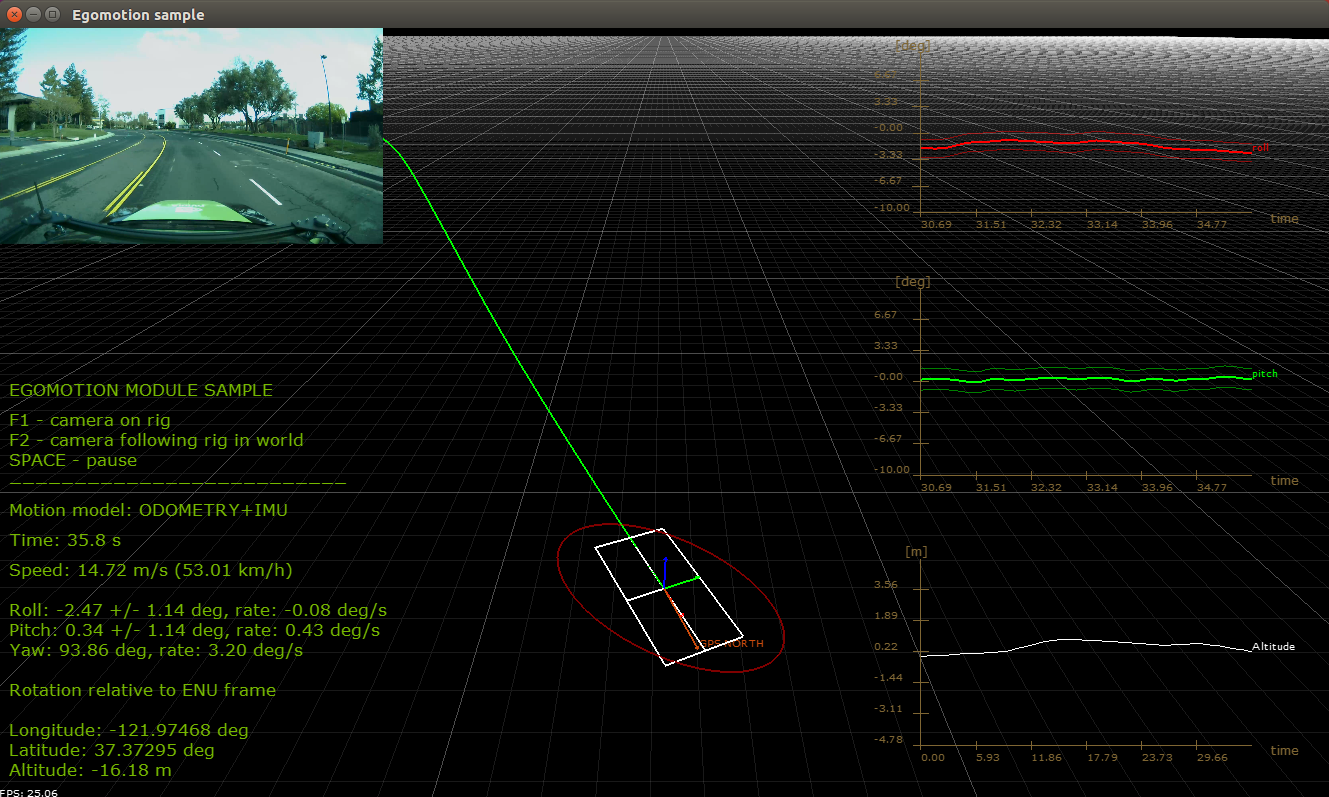 Egomotion sample
EGOMOTION MODULE SAMPLE
F1 - camera on rig
F2 - camera following rig in world
SPACE - pause
--------------------------
Motion model: ODOMETRY+IMU
Time: 35.8 s
Speed: 14.72 m/s (53.01 km/h)
Roll: -2.47 +/- 1.14 deg, rate: -0.08 deg/s
Pitch: 0.34 +/- 1.14 deg, rate: 0.43 deg/s
Yaw: 93.86 deg, rate: 3.20 deg/s
Rotation relative to ENU frame
Longitude: -121.97468 deg
Latitude: 37.37295 deg
Altitude: -16.18 m
FPS: 25.06
GPS NORTH
[deg]
6.67
3.33
-0.00
-3.33
-6.67
-10.00
roll
30.69 31.51 32.32 33.14 33.96 34.77
time
[deg]
6.67
3.33
-0.00
-3.33
-6.67
-10.00
pitch
30.69 31.51 32.32 33.14 33.96 34.77
time
[m]
3.56
1.89
0.22
-1.44
-3.11
-4.78
Altitude
0.00 5.93 11.86 17.79 23.73 29.66
time